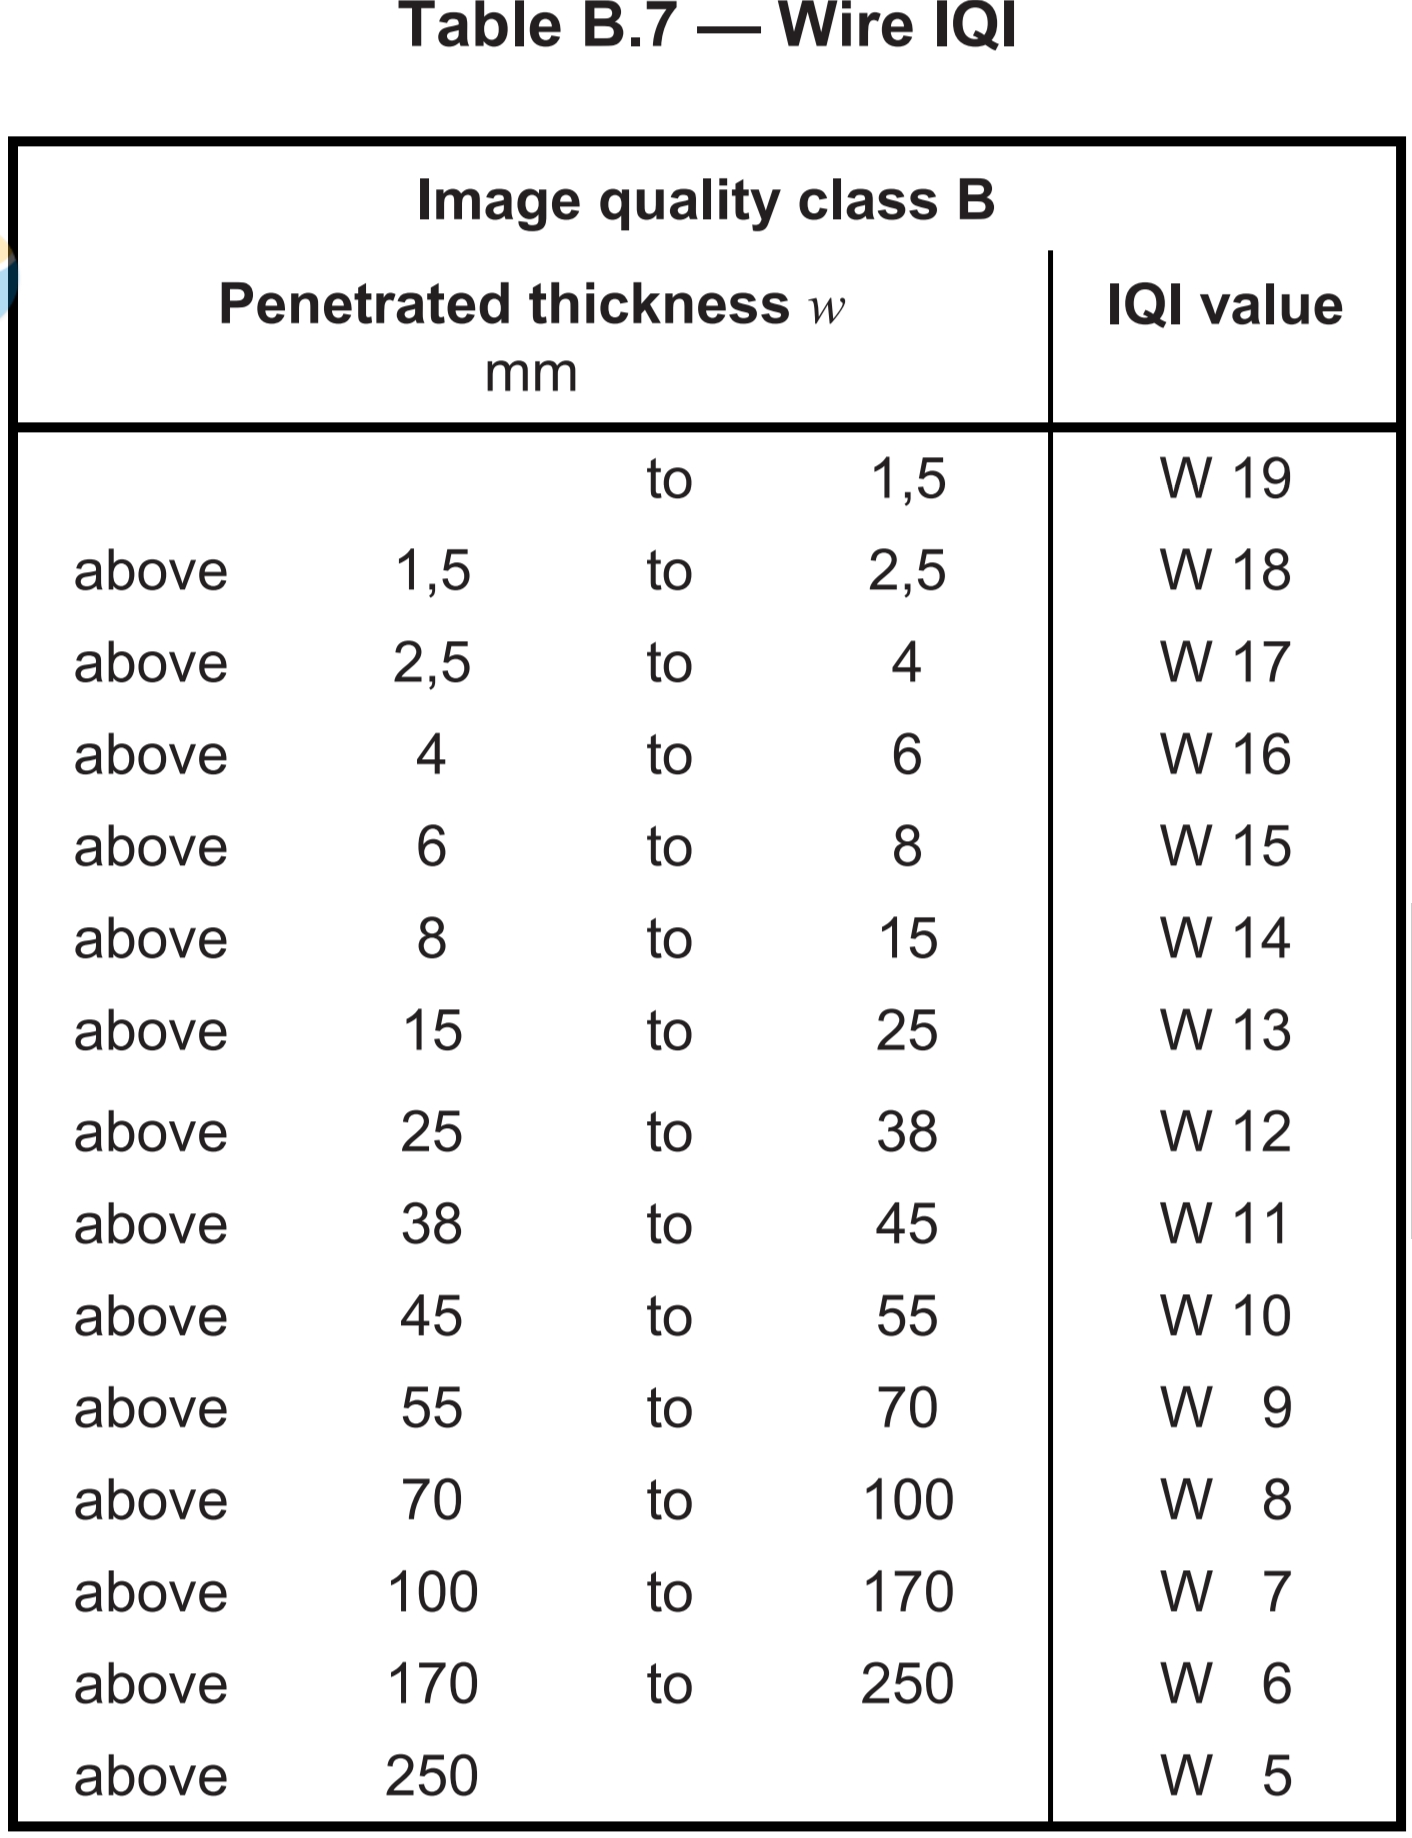 Table B.7 — Wire IQI
Image quality class B
Penetrated thickness w IQI value
mm
to 1,5 W 19
above 1,5 to 2,5 W 18
above 2,5 to 4 W 17
above 4 to 6 W 16
above 6 to 8 W 15
above 8 to 15 W 14
above 15 to 25 W 13
above 25 to 38 W 12
above 38 to 45 W 11
above 45 to 55 W 10
above 55 to 70 W 9
above 70 to 100 W 8
above 100 to 170 W 7
above 170 to 250 W 6
above 250 W 5